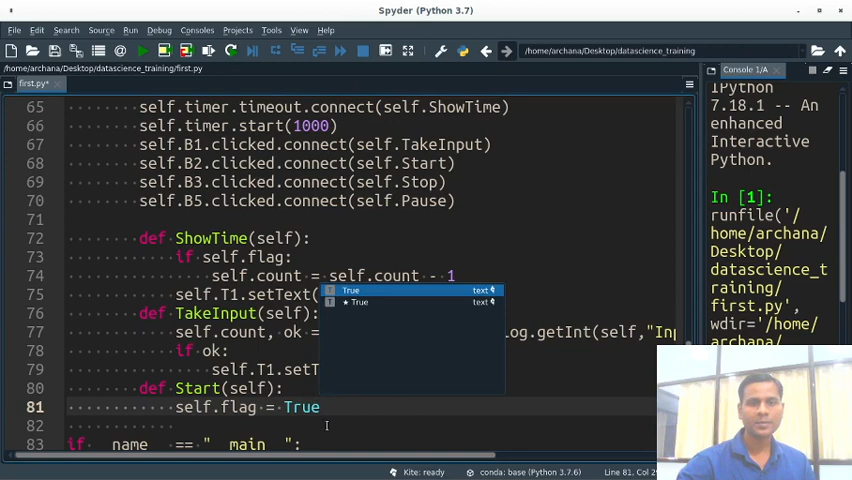 Spyder (Python 3.7)
File Edit Search Source Run Debug Consoles Projects Tools View Help
/home/archana/Desktop/datascience_training
/home/archana/Desktop/datascience_training/first.py
first.py*
Console 1/A
65 self.timer.timeout.connect(self.ShowTime)
66 self.timer.start(1000)
67 self.B1.clicked.connect(self.TakeInput)
68 self.B2.clicked.connect(self.Start)
69 self.B3.clicked.connect(self.Stop)
70 self.B5.clicked.connect(self.Pause)
71
72 def ShowTime(self):
73 if self.flag:
74 self.count = self.count - 1
75 self.T1.setText(
76 def TakeInput(self):
77 self.count, ok = log.getInt(self,"Inp
78 if ok:
79 self.T1.setT
80 def Start(self):
81 self.flag = True
82
83 if __name__ == "__main__":
True text
★ True text
IPython
7.18.1 -- An
enhanced
Interactive
Python.
In [1]:
runfile('/
home/archana/
Desktop/
datascience_t
raining/
first.py',
wdir='/home/
archana/
Kite: ready
conda: base (Python 3.7.6)
Line 81, Col 2